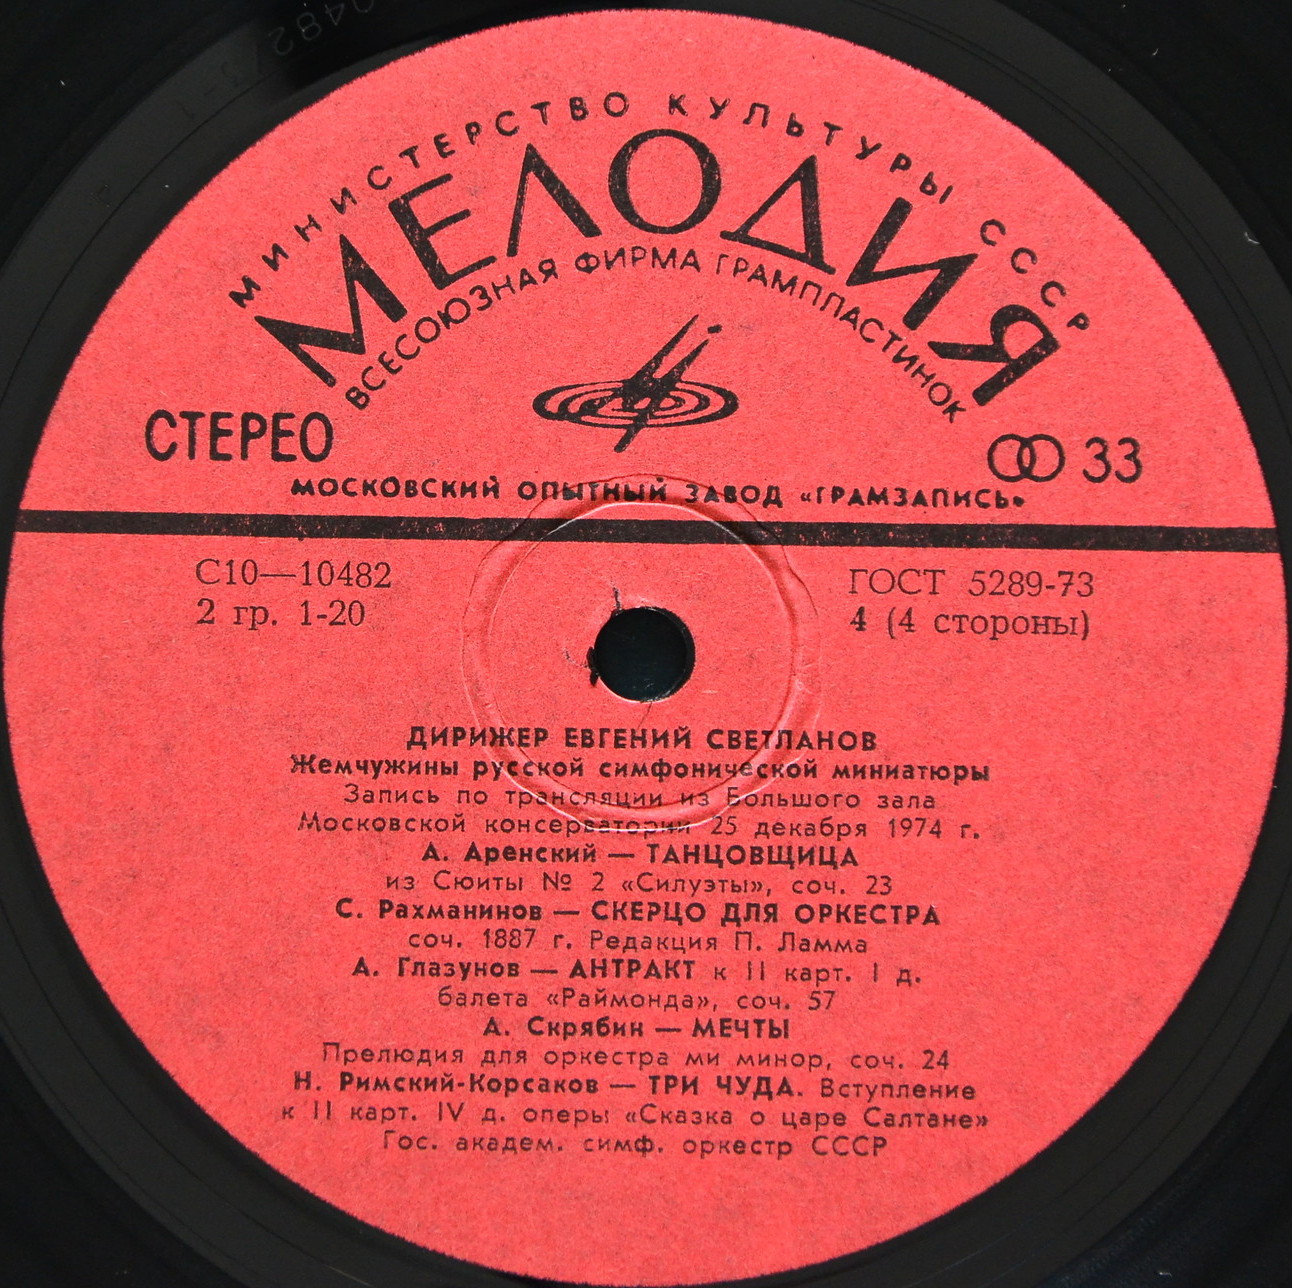 МИНИСТЕРСТВО КУЛЬТУРЫ СССР
МЕЛОДИЯ
ВСЕСОЮЗНАЯ ФИРМА ГРАМПЛАСТИНОК
СТЕРЕО
33
МОСКОВСКИЙ ОПЫТНЫЙ ЗАВОД «ГРАМЗАПИСЬ»
С10—10482
2 гр. 1-20
ГОСТ 5289-73
4 (4 стороны)
ДИРИЖЕР ЕВГЕНИЙ СВЕТЛАНОВ
Жемчужины русской симфонической миниатюры
Запись по трансляции из Большого зала
Московской консерватории 25 декабря 1974 г.
А. Аренский — ТАНЦОВЩИЦА
из Сюиты № 2 «Силуэты», соч. 23
С. Рахманинов — СКЕРЦО ДЛЯ ОРКЕСТРА
соч. 1887 г. Редакция П. Ламма
А. Глазунов — АНТРАКТ к II карт. I д.
балета «Раймонда», соч. 57
А. Скрябин — МЕЧТЫ
Прелюдия для оркестра ми минор, соч. 24
Н. Римский-Корсаков — ТРИ ЧУДА. Вступление
к II карт. IV д. оперы «Сказка о царе Салтане»
Гос. академ. симф. оркестр СССР